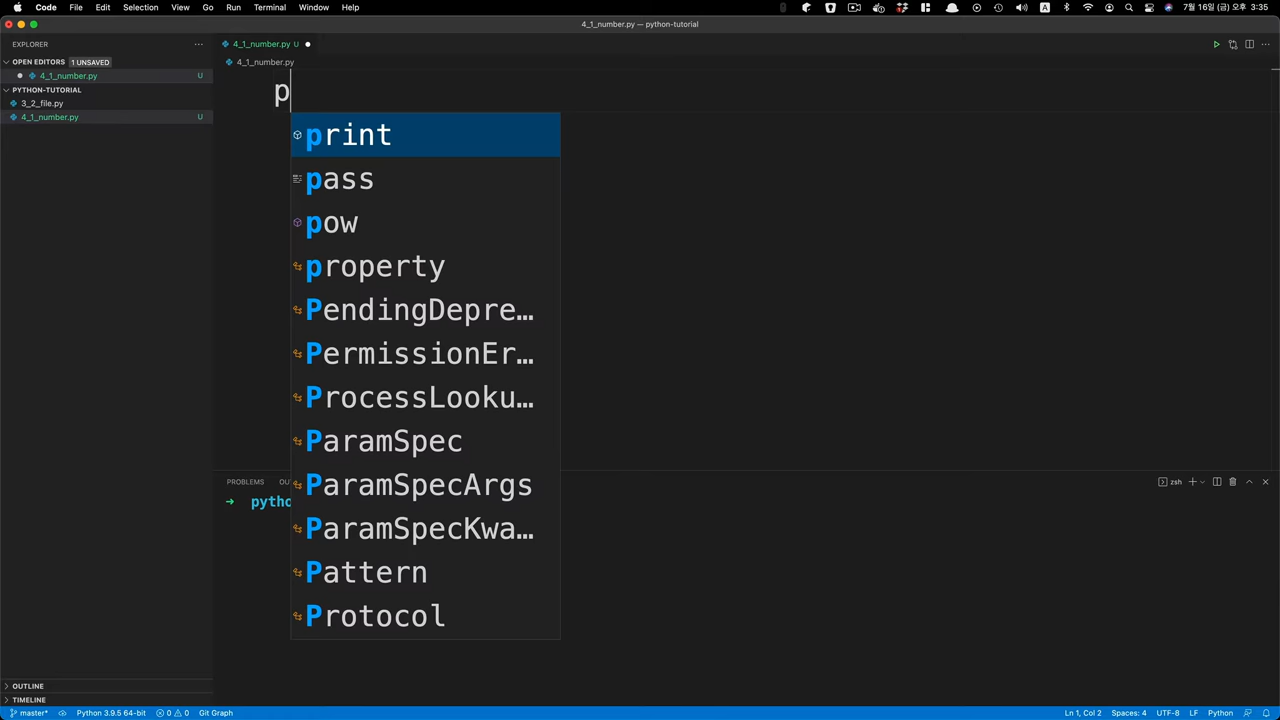 Code File Edit Selection View Go Run Terminal Window Help
A
7월 16일 (금) 오후 3:35
4_1_number.py — python-tutorial
EXPLORER
4_1_number.py U
OPEN EDITORS 1 UNSAVED
4_1_number.py
4_1_number.py U
PYTHON-TUTORIAL
3_2_file.py
4_1_number.py U
p
print
pass
pow
property
PendingDepre…
PermissionEr…
ProcessLooku…
ParamSpec
ParamSpecArgs
ParamSpecKwa…
Pattern
Protocol
PROBLEMS OU
zsh
pytho
OUTLINE
TIMELINE
master* Python 3.9.5 64-bit 0 0 Git Graph
Ln 1, Col 2 Spaces: 4 UTF-8 LF Python